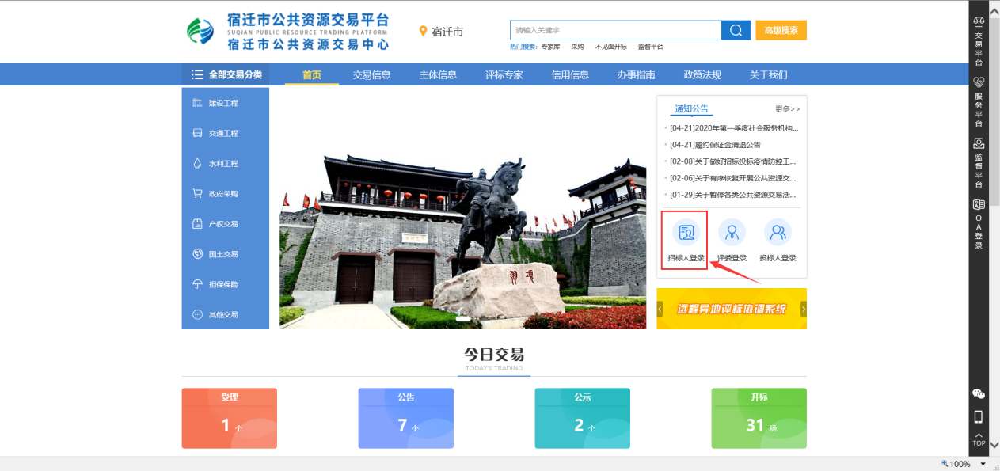 宿迁市公共资源交易平台
SUQIAN PUBLIC RESOURCE TRADING PLATFORM
宿迁市公共资源交易中心
宿迁市
请输入关键字
高级搜索
热门搜索: 专家库 采购 不见面开标 监督平台
全部交易分类 首页 交易信息 主体信息 评标专家 信用信息 办事指南 政策法规 关于我们
建设工程
交通工程
水利工程
政府采购
产权交易
国土交易
担保保险
其他交易
项羽
通知公告 更多>>
[04-21]2020年第一季度社会服务机构...
[04-21]履约保证金清退公告
[02-08]关于做好招标投标疫情防控工...
[02-06]关于有序恢复开展公共资源交...
[01-29]关于暂停各类公共资源交易活...
招标人登录 评委登录 投标人登录
远程异地评标协调系统
今日交易
TODAY'S TRADING
受理
1 个
公告
7 个
公示
2 个
开标
31 场
交易平台
服务平台
监督平台
OA登录
TOP
100%